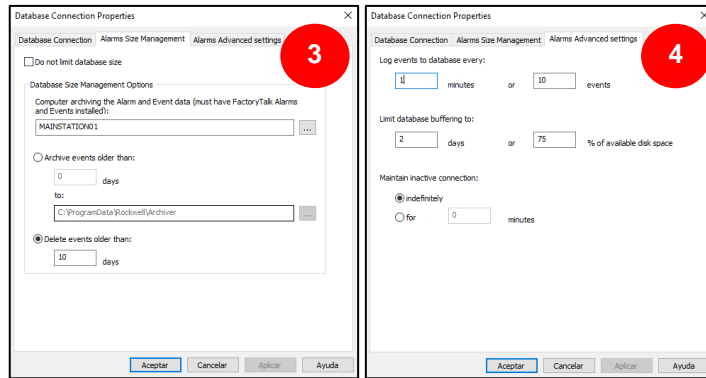 Database Connection Properties
Database Connection Alarms Size Management Alarms Advanced settings
3
Do not limit database size
Database Size Management Options
Computer archiving the Alarm and Event data (must have FactoryTalk Alarms
and Events installed):
MAINSTATION01
...
Archive events older than:
0 days
to:
C:\ProgramData\Rockwell\Archiver
...
Delete events older than:
10 days
Aceptar Cancelar Aplicar Ayuda
Database Connection Properties
Database Connection Alarms Size Management Alarms Advanced settings
4
Log events to database every:
1 minutes or 10 events
Limit database buffering to:
2 days or 75 % of available disk space
Maintain inactive connection:
indefinitely
for 0 minutes
Aceptar Cancelar Aplicar Ayuda